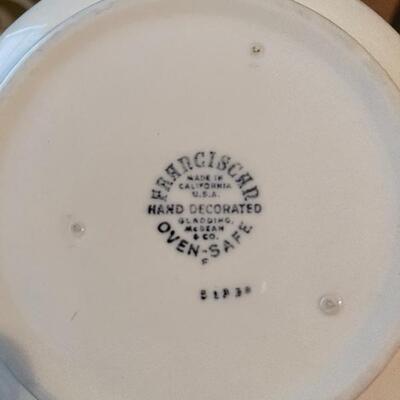 FRANCISCAN
MADE IN
CALIFORNIA
U.S.A.
HAND DECORATED
GLADDING,
McBEAN
& CO.
OVEN-SAFE
F